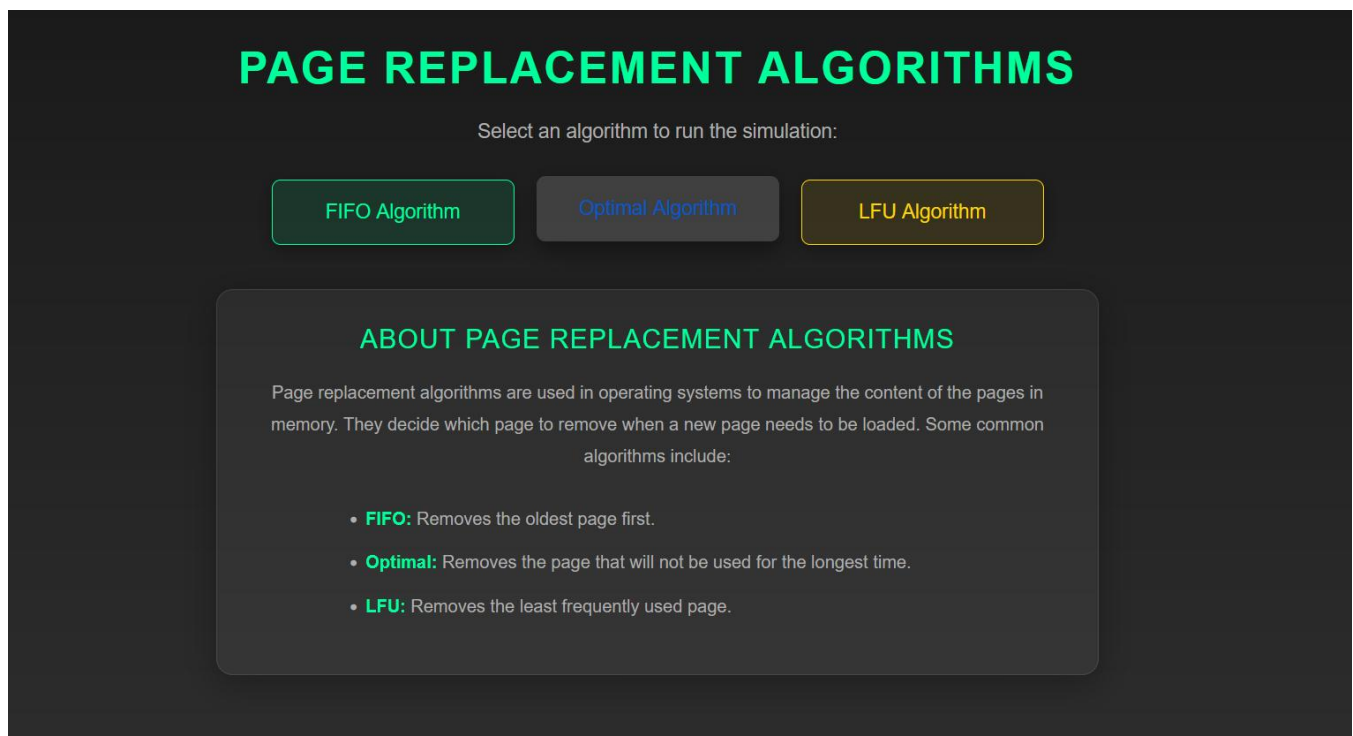 PAGE REPLACEMENT ALGORITHMS
Select an algorithm to run the simulation:
FIFO Algorithm
Optimal Algorithm
LFU Algorithm
ABOUT PAGE REPLACEMENT ALGORITHMS
Page replacement algorithms are used in operating systems to manage the content of the pages in
memory. They decide which page to remove when a new page needs to be loaded. Some common
algorithms include:
• FIFO: Removes the oldest page first.
• Optimal: Removes the page that will not be used for the longest time.
• LFU: Removes the least frequently used page.